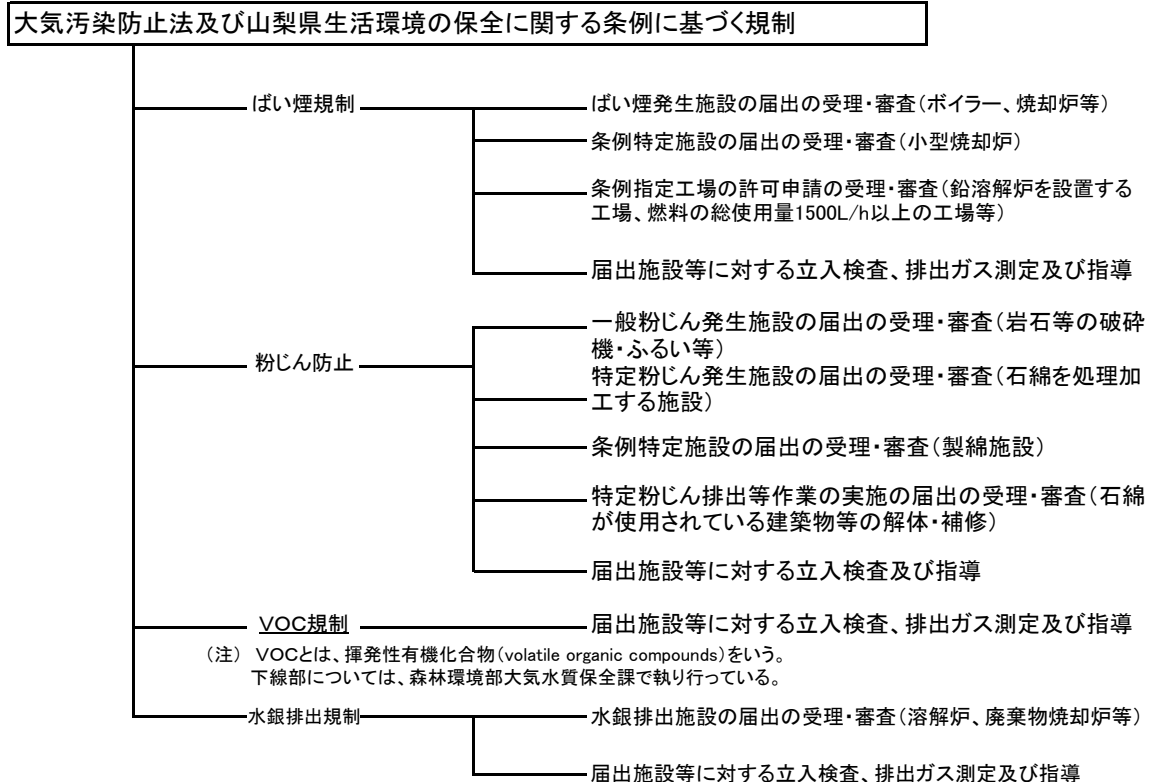 大気汚染防止法及び山梨県生活環境の保全に関する条例に基づく規制
ばい煙規制
ばい煙発生施設の届出の受理・審査（ボイラー、焼却炉等）
条例特定施設の届出の受理・審査（小型焼却炉）
条例指定工場の許可申請の受理・審査（鉛溶解炉を設置する
工場、燃料の総使用量1500L/h以上の工場等）
届出施設等に対する立入検査、排出ガス測定及び指導
粉じん防止
一般粉じん発生施設の届出の受理・審査（岩石等の破砕
機・ふるい等）
特定粉じん発生施設の届出の受理・審査（石綿を処理加
工する施設）
条例特定施設の届出の受理・審査（製綿施設）
特定粉じん排出等作業の実施の届出の受理・審査（石綿
が使用されている建築物等の解体・補修）
届出施設等に対する立入検査及び指導
VOC規制
届出施設等に対する立入検査、排出ガス測定及び指導
（注） VOCとは、揮発性有機化合物（volatile organic compounds）をいう。
下線部については、森林環境部大気水質保全課で執り行っている。
水銀排出規制
水銀排出施設の届出の受理・審査（溶解炉、廃棄物焼却炉等）
届出施設等に対する立入検査、排出ガス測定及び指導